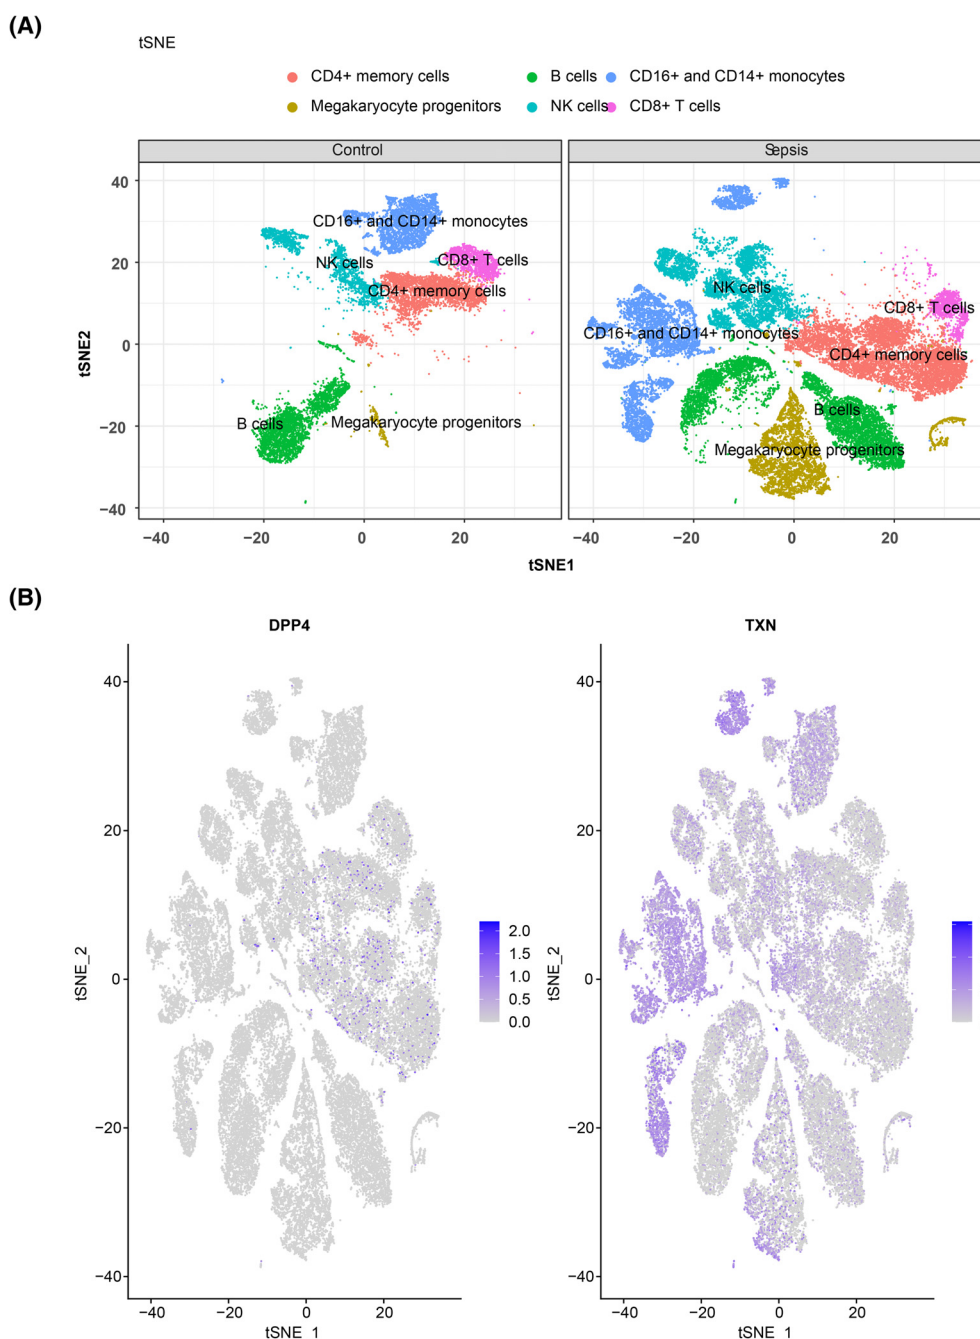 (A)
tSNE
CD4+ memory cells B cells CD16+ and CD14+ monocytes
Megakaryocyte progenitors NK cells CD8+ T cells
Control Sepsis
40
20
0
−20
−40
tSNE2
CD16+ and CD14+ monocytes
NK cells
CD8+ T cells
CD4+ memory cells
B cells
Megakaryocyte progenitors
NK cells
CD8+ T cells
CD16+ and CD14+ monocytes
CD4+ memory cells
B cells
Megakaryocyte progenitors
−40 −20 0 20 −40 −20 0 20
tSNE1
(B)
DPP4 TXN
40
20
0
−20
−40
tSNE_2
−40 −20 0 20
tSNE_1
2.0
1.5
1.0
0.5
0.0
40
20
0
−20
−40
tSNE_2
−40 −20 0 20
tSNE_1